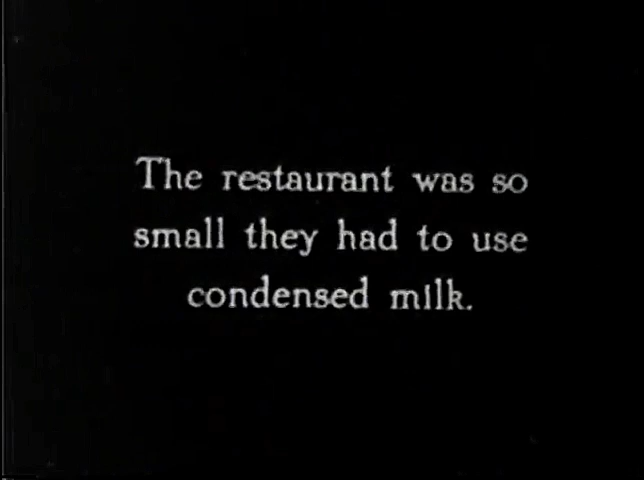 The restaurant was so
small they had to use
condensed milk.